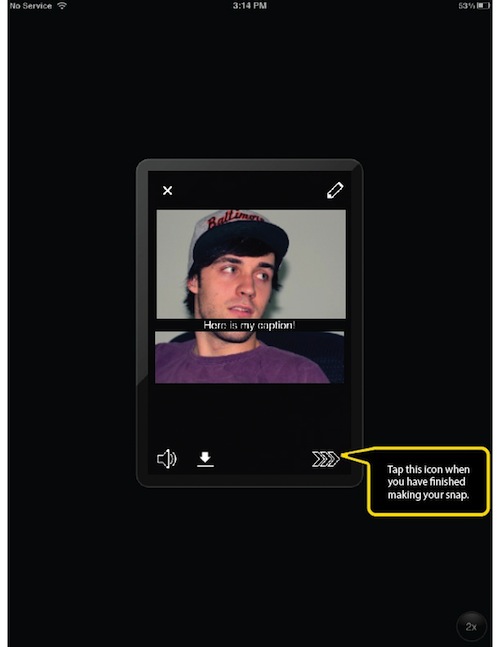 No Service 3:14 PM 53%
Baltimore
Here is my caption!
Tap this icon when
you have finished
making your snap.
2x